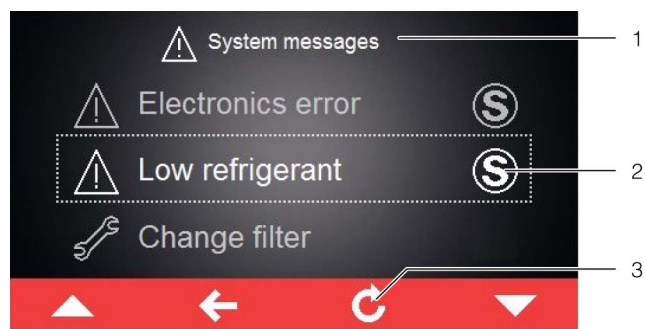 System messages
1
Electronics error S
Low refrigerant S
2
Change filter
3